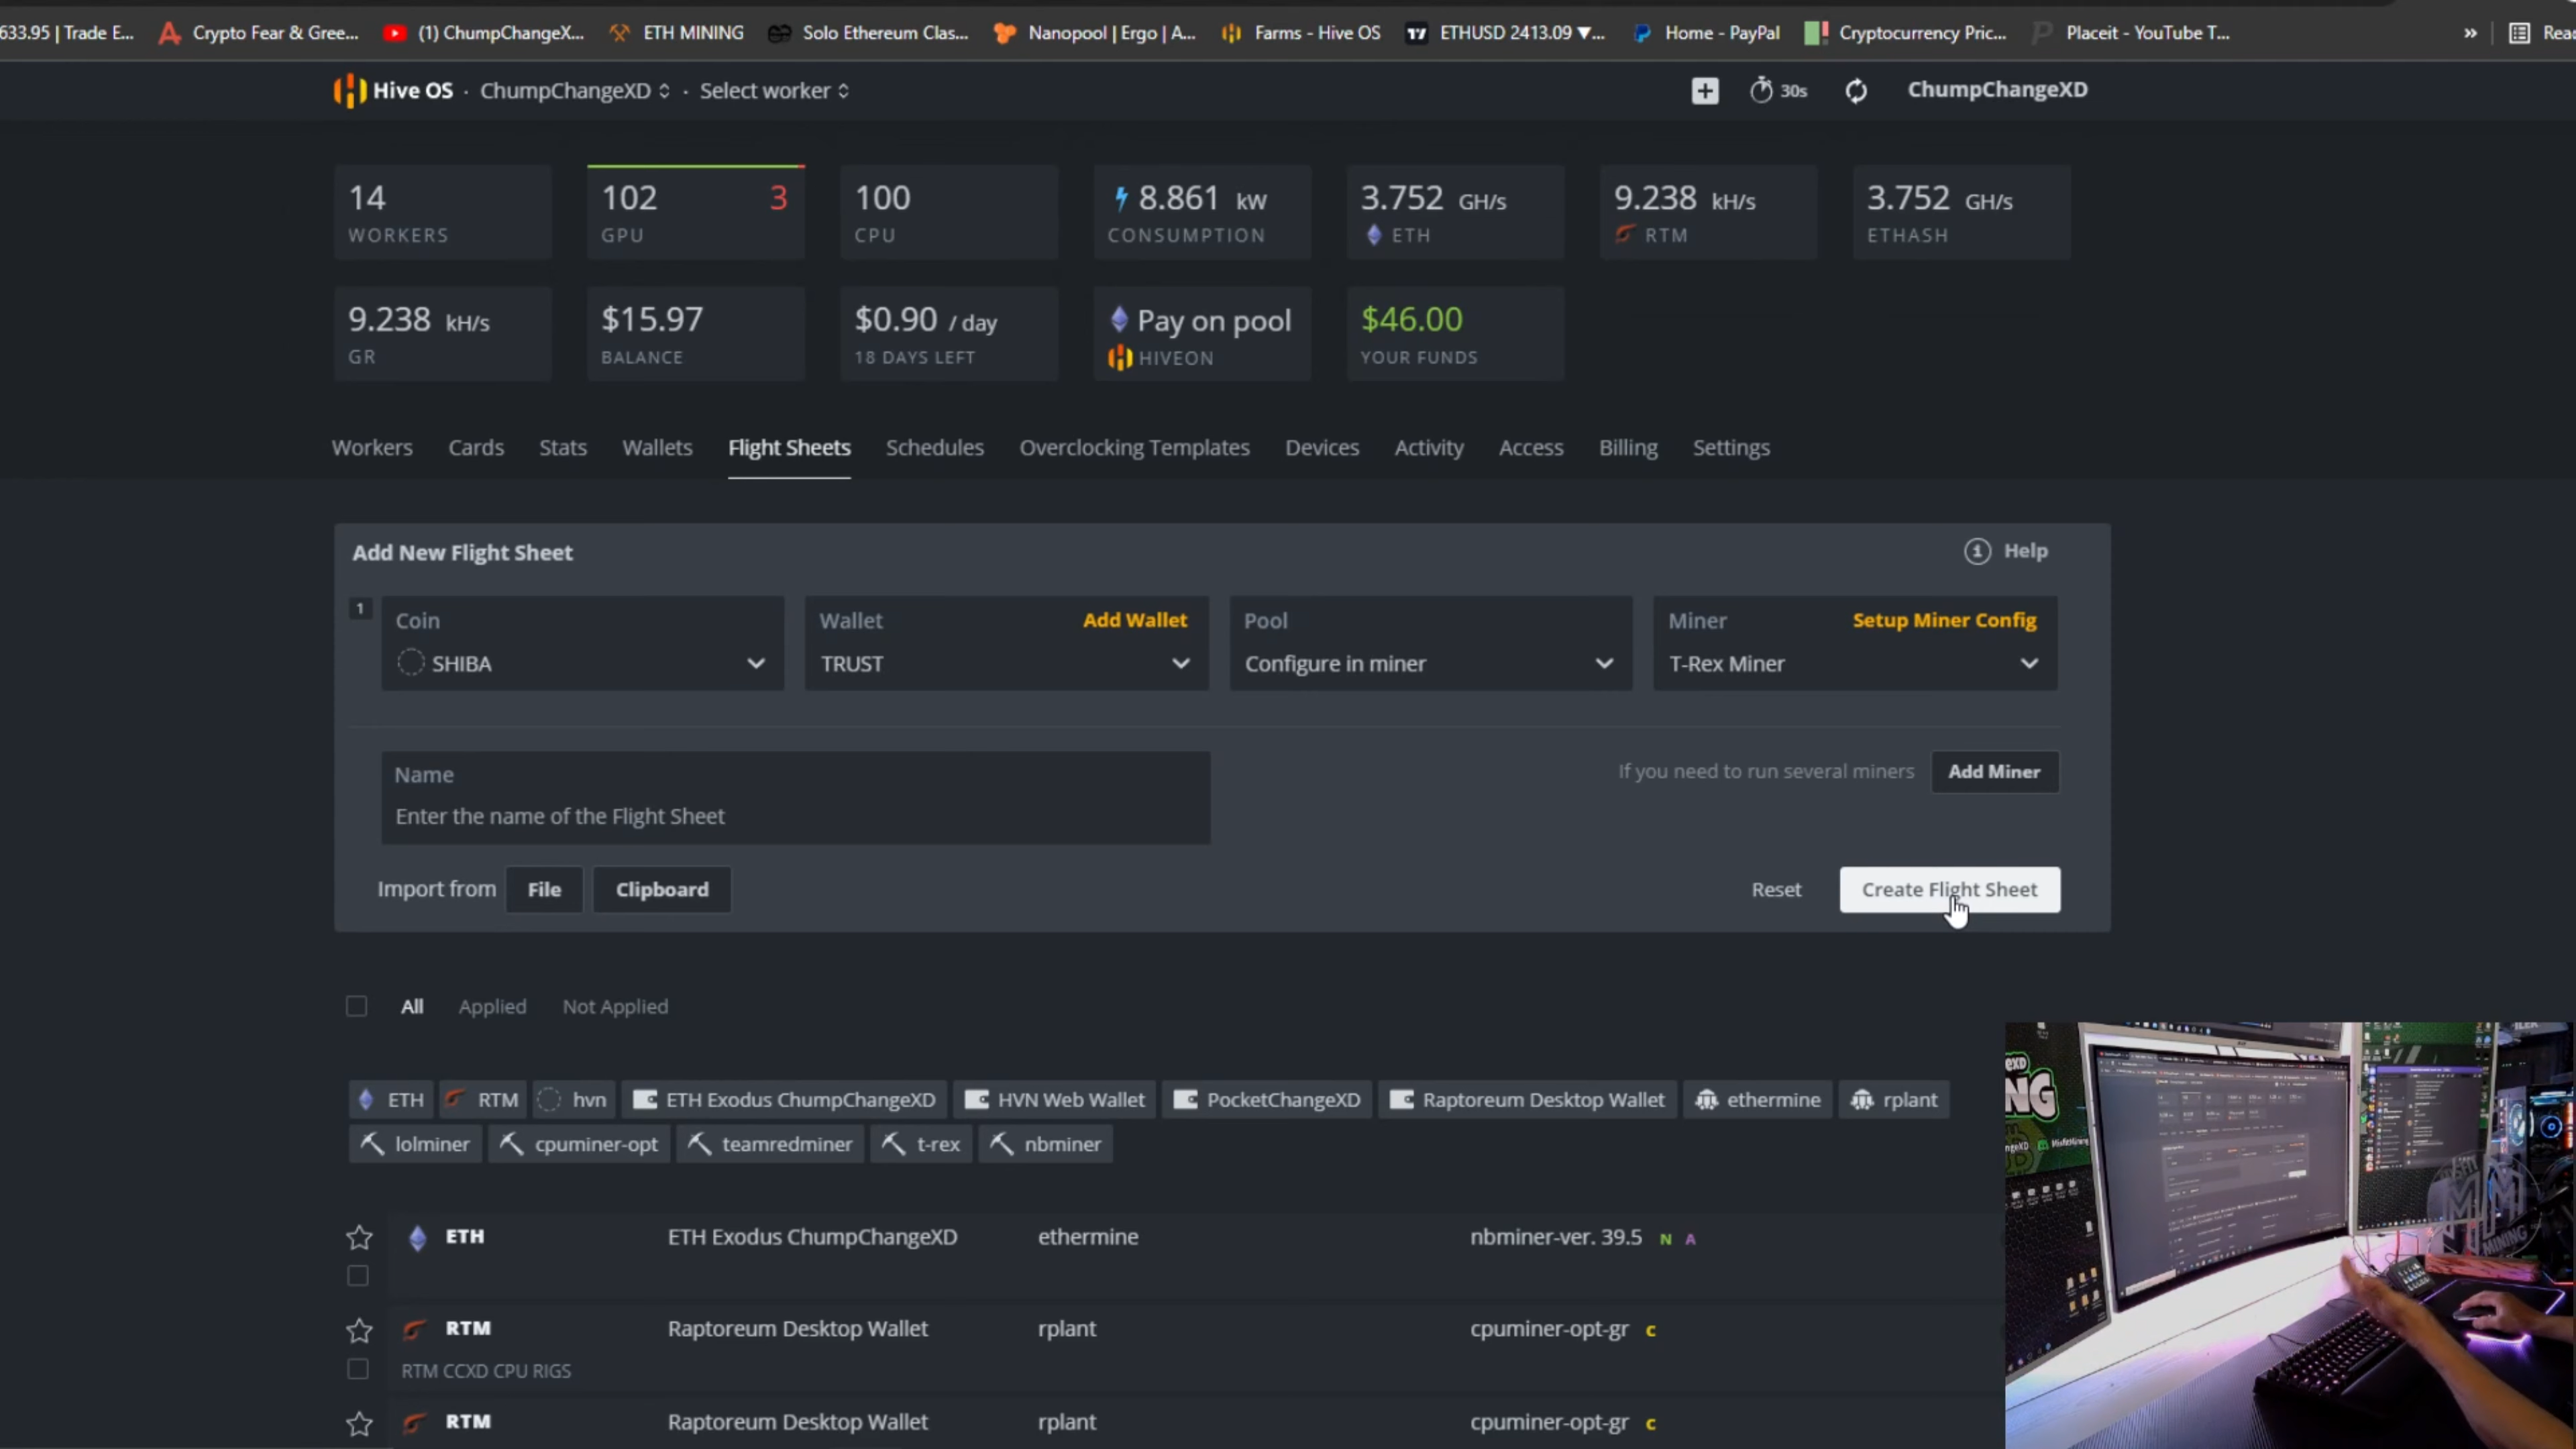 633.95 | Trade E... Crypto Fear & Gree... (1) ChumpChangeX... ETH MINING Solo Ethereum Clas... Nanopool | Ergo | A... Farms - Hive OS ETHUSD 2413.09 ▼... Home - PayPal Cryptocurrency Pric... Placeit - YouTube T... »
Hive OS · ChumpChangeXD · Select worker 30s ChumpChangeXD
14 102 3 100 8.861 kW 3.752 GH/s 9.238 kH/s 3.752 GH/s
WORKERS GPU CPU CONSUMPTION ETH RTM ETHASH
9.238 kH/s $15.97 $0.90 / day Pay on pool $46.00
GR BALANCE 18 DAYS LEFT HIVEON YOUR FUNDS
Workers Cards Stats Wallets Flight Sheets Schedules Overclocking Templates Devices Activity Access Billing Settings
Add New Flight Sheet Help
1 Coin Wallet Add Wallet Pool Miner Setup Miner Config
SHIBA TRUST Configure in miner T-Rex Miner
Name If you need to run several miners Add Miner
Enter the name of the Flight Sheet
Import from File Clipboard Reset Create Flight Sheet
All Applied Not Applied
ETH RTM hvn ETH Exodus ChumpChangeXD HVN Web Wallet PocketChangeXD Raptoreum Desktop Wallet ethermine rplant
lolminer cpuminer-opt teamredminer t-rex nbminer
ETH ETH Exodus ChumpChangeXD ethermine nbminer-ver. 39.5 N A
RTM Raptoreum Desktop Wallet rplant cpuminer-opt-gr c
RTM CCXD CPU RIGS
RTM Raptoreum Desktop Wallet rplant cpuminer-opt-gr c
MINING